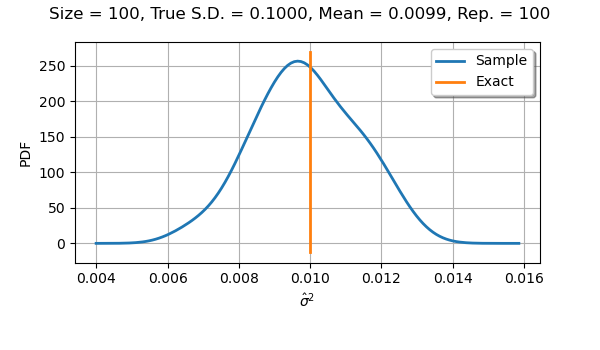 Size = 100, True S.D. = 0.1000, Mean = 0.0099, Rep. = 100
Sample
Exact
250
200
150
100
50
0
PDF
0.004 0.006 0.008 0.010 0.012 0.014 0.016
σ̂²